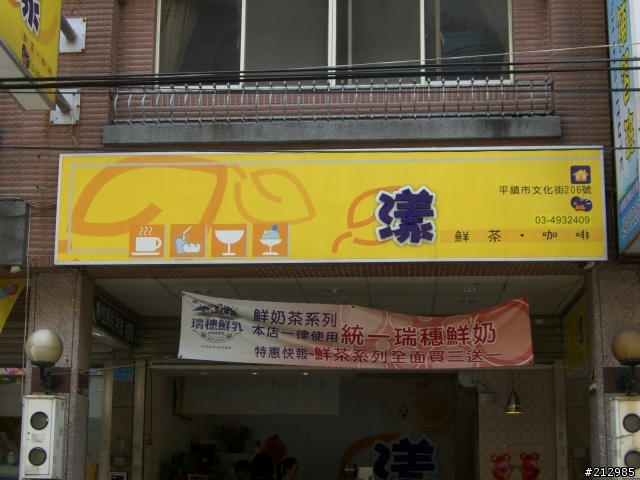 漾
平鎮市文化街206號
03-4932409
鮮 茶 · 咖 啡
瑞穗鮮乳
鮮奶茶系列
本店一律使用 統一瑞穗鮮奶
特惠快報-鮮茶系列全面買三送一
漾
#212985